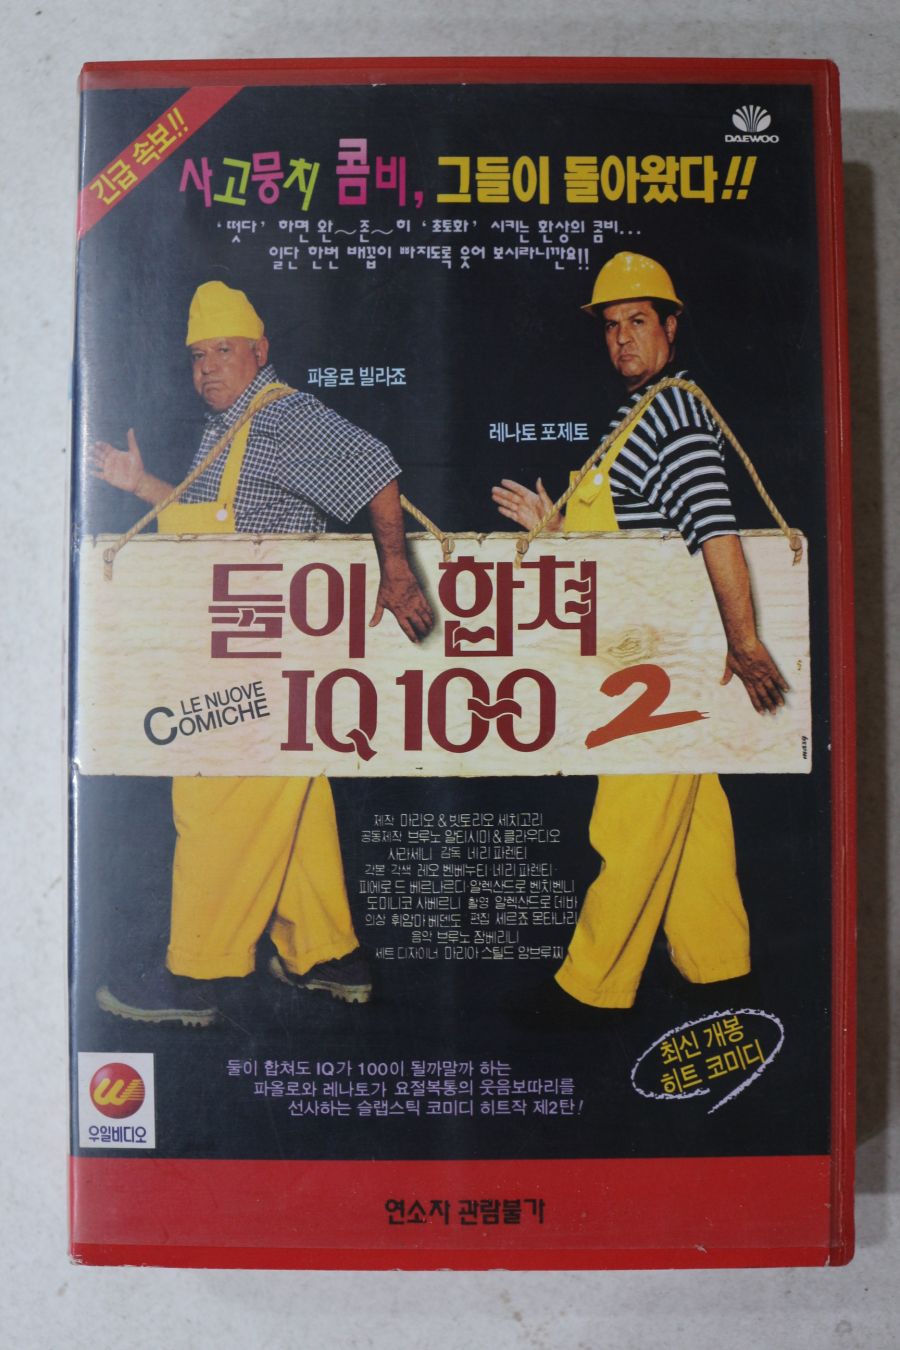 긴급 속보!!
DAEWOO
사고뭉치 콤비, 그들이 돌아왔다!!
'떳다' 하면 완～존～히 '초토화' 시키는 환상의 콤비...
일단 한번 배꼽이 빠지도록 웃어 보시라니깐요!!
파올로 빌라죠
레나토 포제토
둘이 합쳐
IQ 100 2
LE NUOVE
COMICHE
제작 마리오 & 빗토리오 세치고리
공동제작 브루노 알티시미 & 클라우디오
사라세니 감독 네리 파렌티
각본·각색 레오 벤베누티·네리 파렌티·
피에로 드 베르나르디·알렉산드로 벤치벤니
도미니코 사베르니 촬영 알렉산드로 데바
의상 휘암마 베덴도 편집 세르죠 몬타나리
음악 브루노 잠베리니
세트 디자이너 마리아 스틸드 암브루찌
최신 개봉
히트 코미디
둘이 합쳐도 IQ가 100이 될까말까 하는
파올로와 레나토가 요절복통의 웃음보따리를
선사하는 슬랩스틱 코미디 히트작 제2탄!
우일비디오
연소자 관람불가